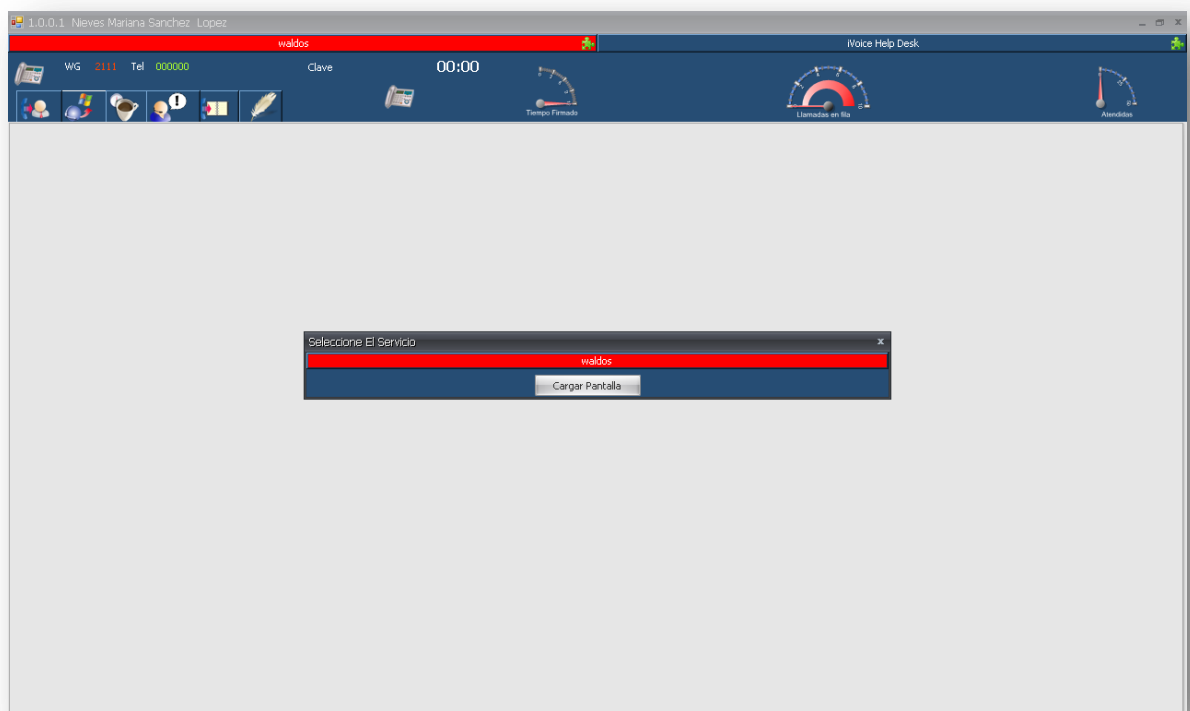 1.0.0.1 Nieves Mariana Sanchez Lopez
waldos
iVoice Help Desk
WG 2111 Tel 000000
Clave
00:00
Tiempo Firmado
Llamadas en fila
Atendidas
Seleccione El Servicio
waldos
Cargar Pantalla